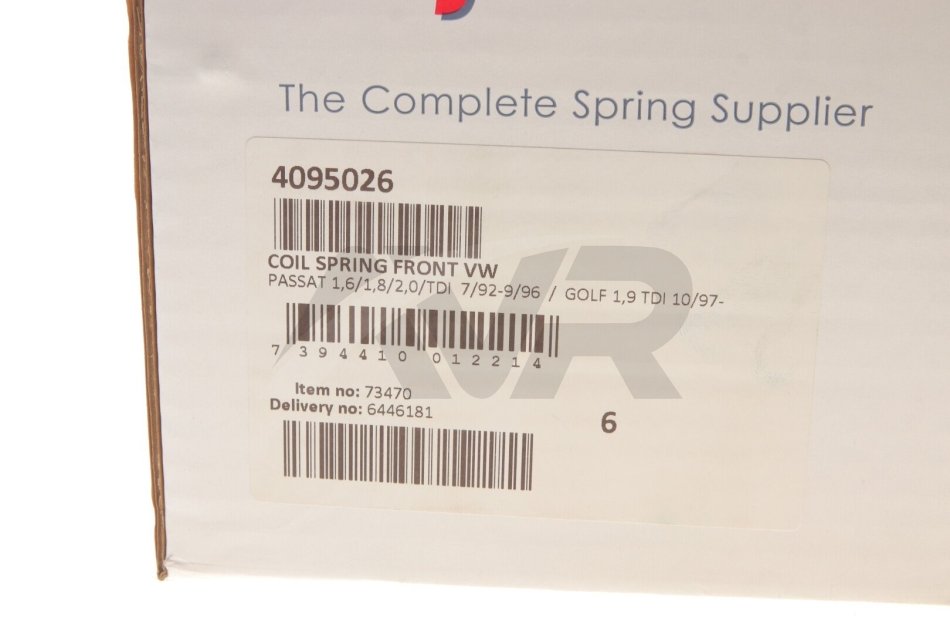 The Complete Spring Supplier
4095026
COIL SPRING FRONT VW
PASSAT 1,6/1,8/2,0/TDI 7/92-9/96 / GOLF 1,9 TDI 10/97-
7 394410 012214
Item no: 73470
Delivery no: 6446181
6